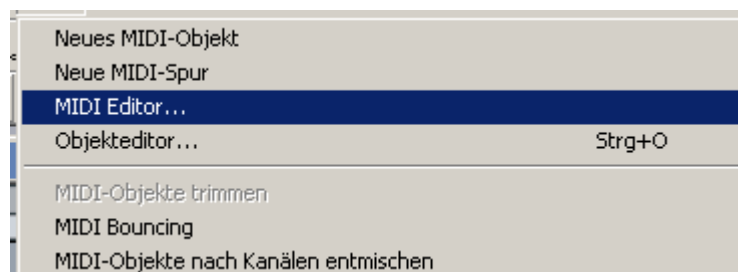 Neues MIDI-Objekt
Neue MIDI-Spur
MIDI Editor...
Objekteditor... Strg+O
MIDI-Objekte trimmen
MIDI Bouncing
MIDI-Objekte nach Kanälen entmischen